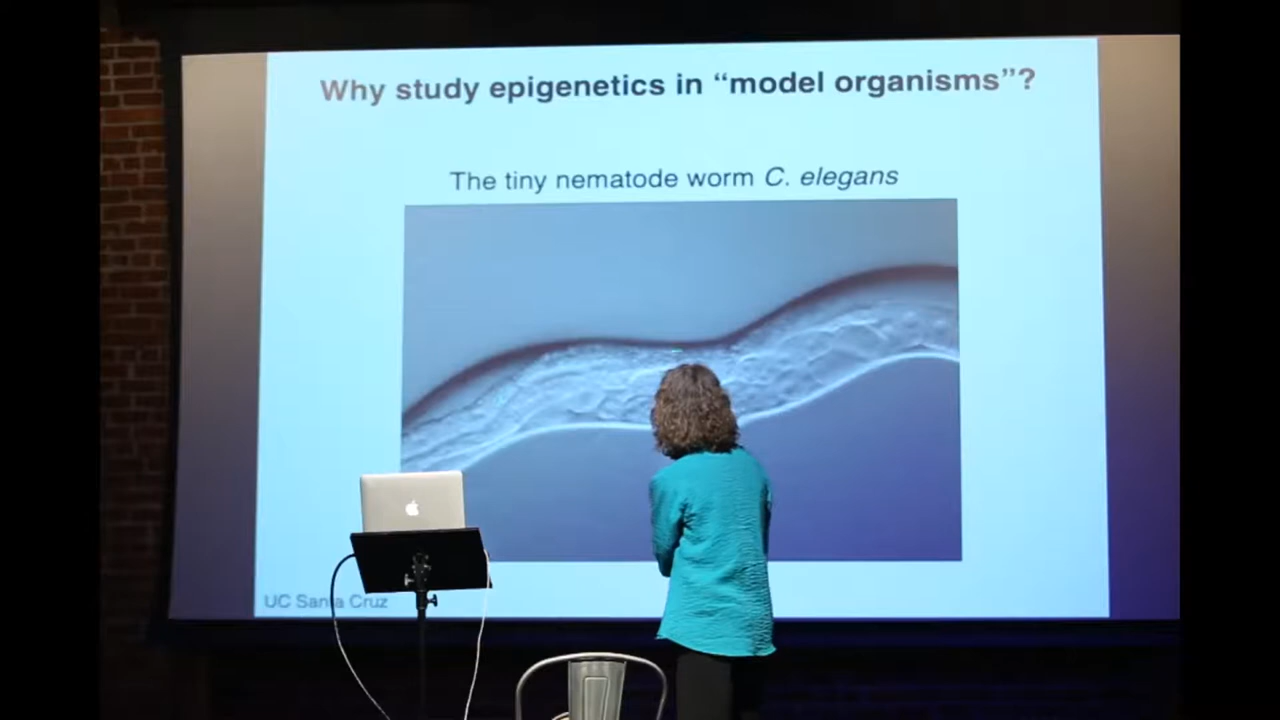 Why study epigenetics in “model organisms”?
The tiny nematode worm C. elegans
UC Santa Cruz